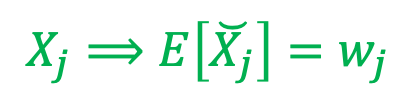 X_j ⟹ E[X̆_j] = w_j